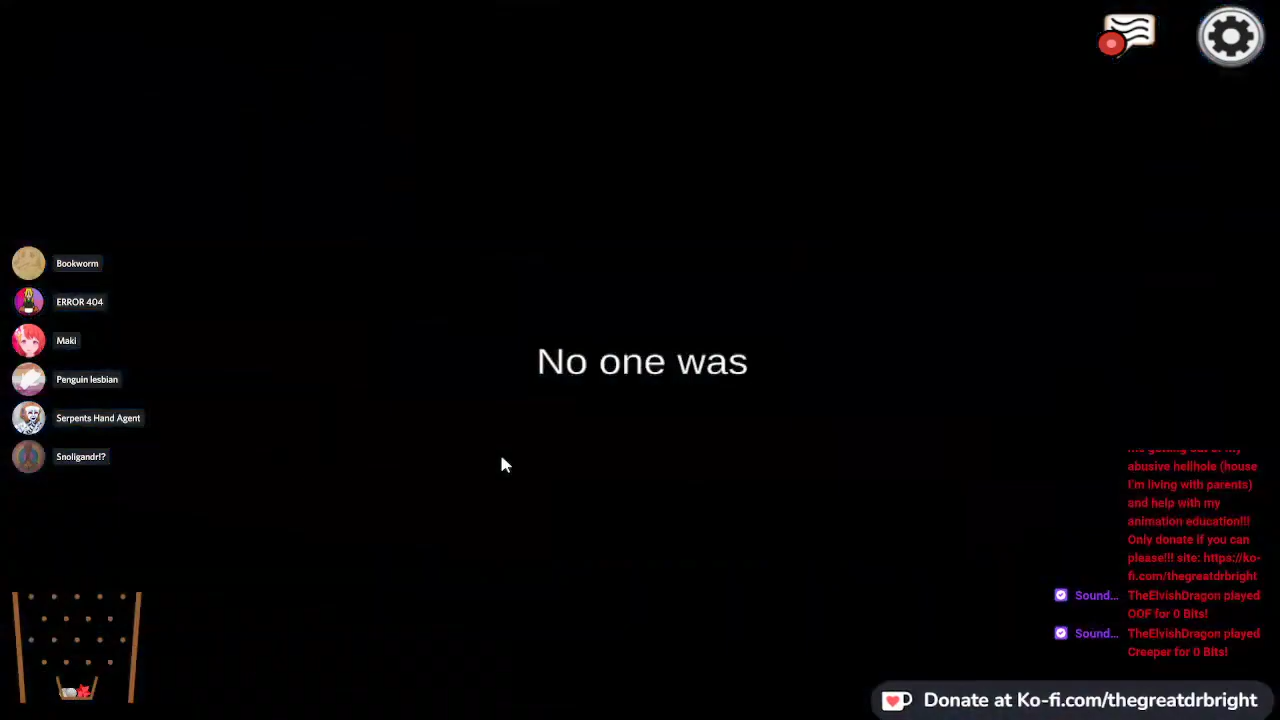 Bookworm
ERROR 404
Maki
Penguin lesbian
Serpents Hand Agent
Snoligandr!?
No one was
abusive hellhole (house
I'm living with parents)
and help with my
animation education!!!
Only donate if you can
please!!! site: https://ko-
fi.com/thegreatdrbright
Sound... TheElvishDragon played
OOF for 0 Bits!
Sound... TheElvishDragon played
Creeper for 0 Bits!
Donate at Ko-fi.com/thegreatdrbright